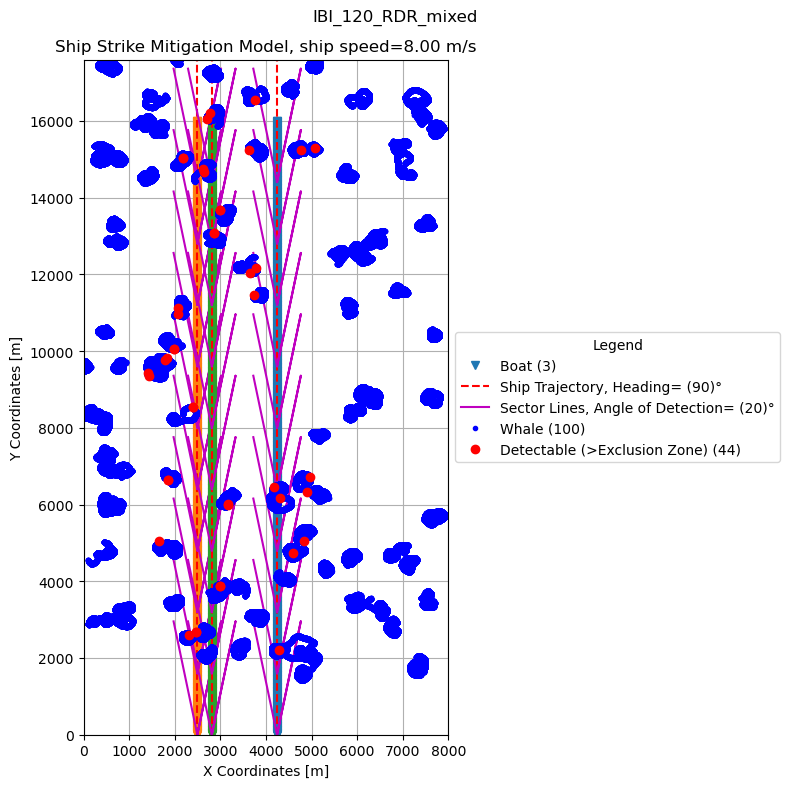 IBI_120_RDR_mixed
Ship Strike Mitigation Model, ship speed=8.00 m/s
16000
14000
12000
10000
8000
6000
4000
2000
0
Y Coordinates [m]
0 1000 2000 3000 4000 5000 6000 7000 8000
X Coordinates [m]
Legend
Boat (3)
Ship Trajectory, Heading= (90)°
Sector Lines, Angle of Detection= (20)°
Whale (100)
Detectable (>Exclusion Zone) (44)